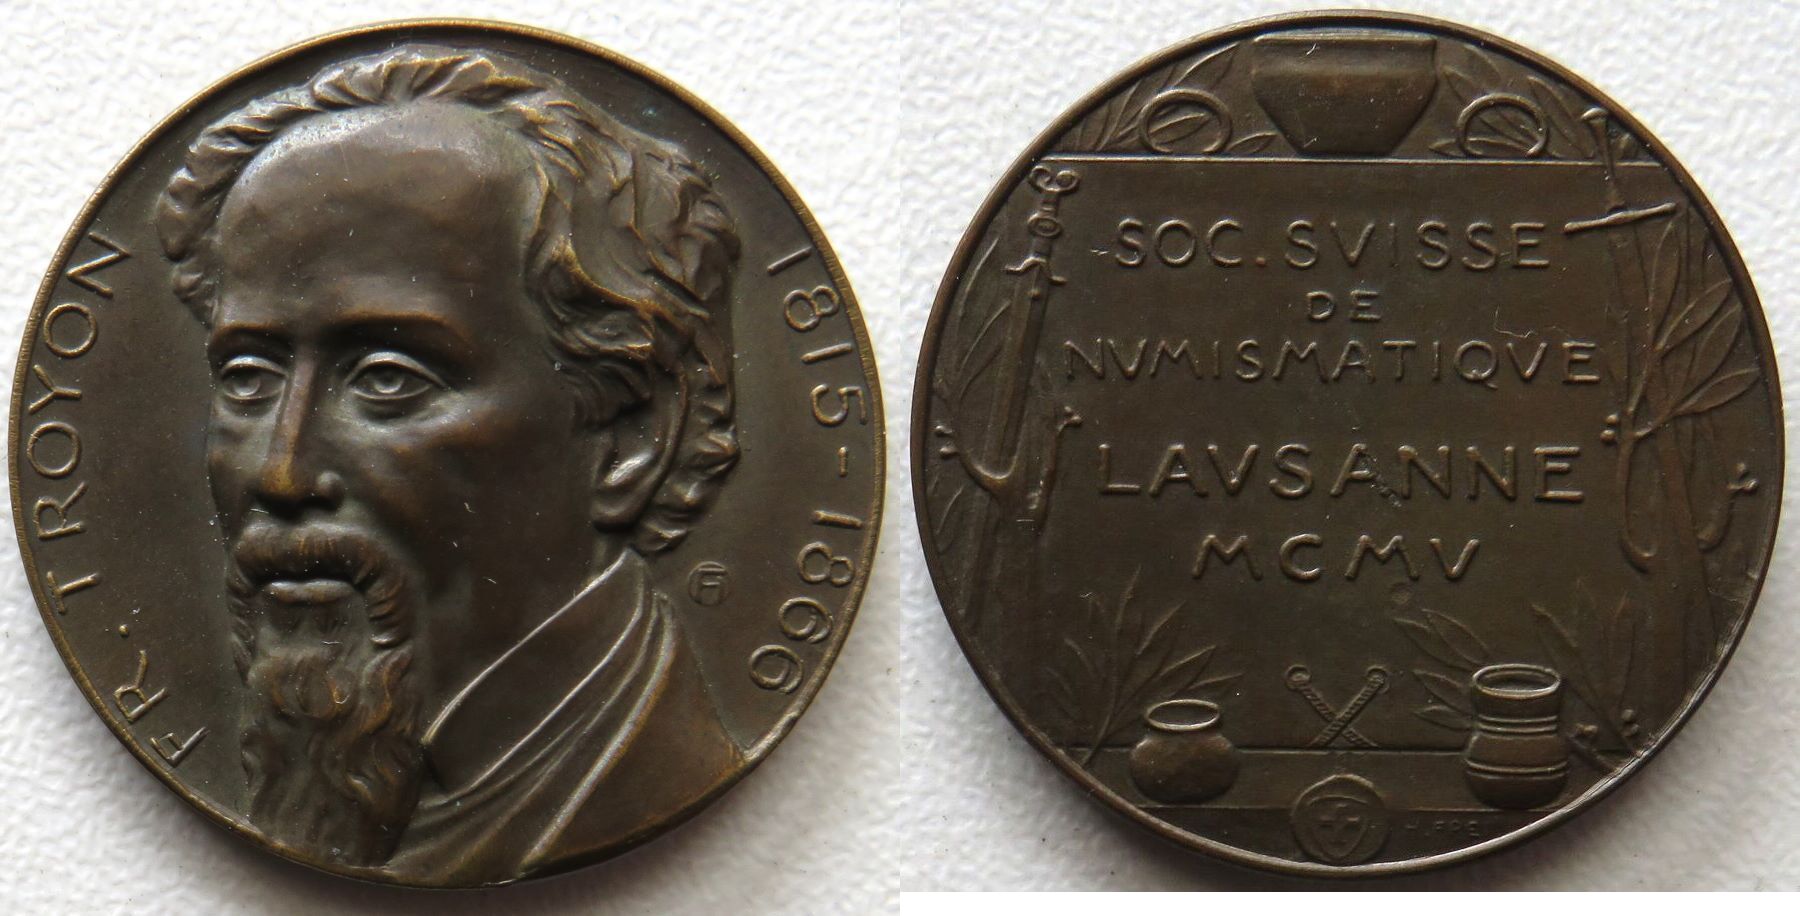 FR. TROYON
1815-1866
SOC. SVISSE
DE
NVMISMATIQVE
LAVSANNE
MCMV